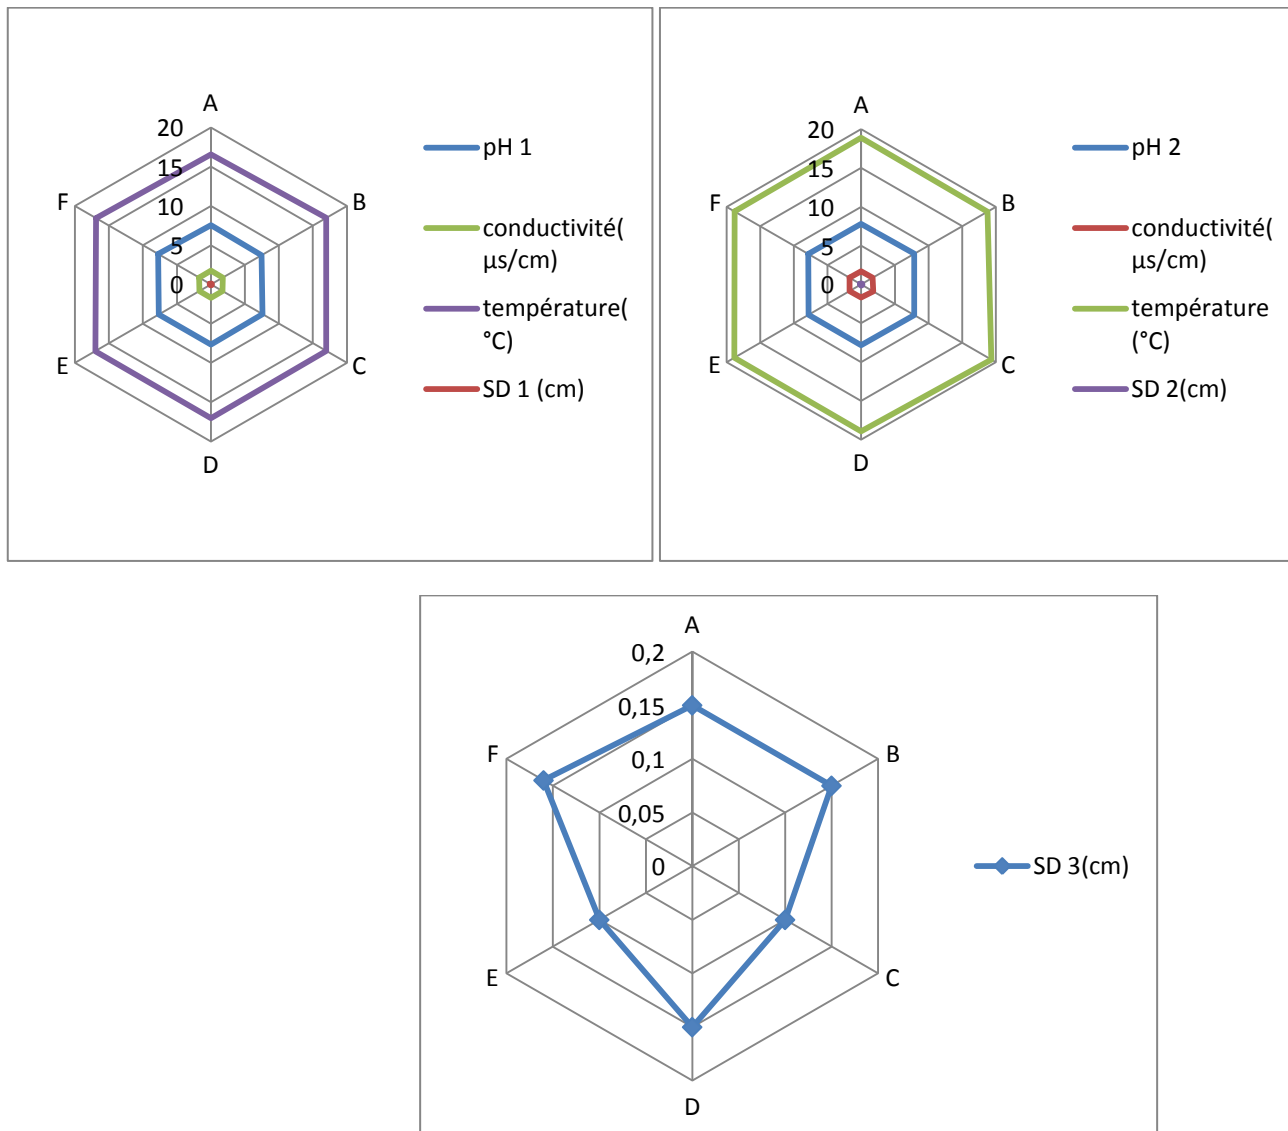 A
20
15
10
5
0
F
B
E
C
D
pH 1
conductivité(
µs/cm)
température(
°C)
SD 1 (cm)
A
20
15
10
5
0
F
B
E
C
D
pH 2
conductivité(
µs/cm)
température
(°C)
SD 2(cm)
A
0,2
0,15
0,1
0,05
0
F
B
E
C
D
SD 3(cm)